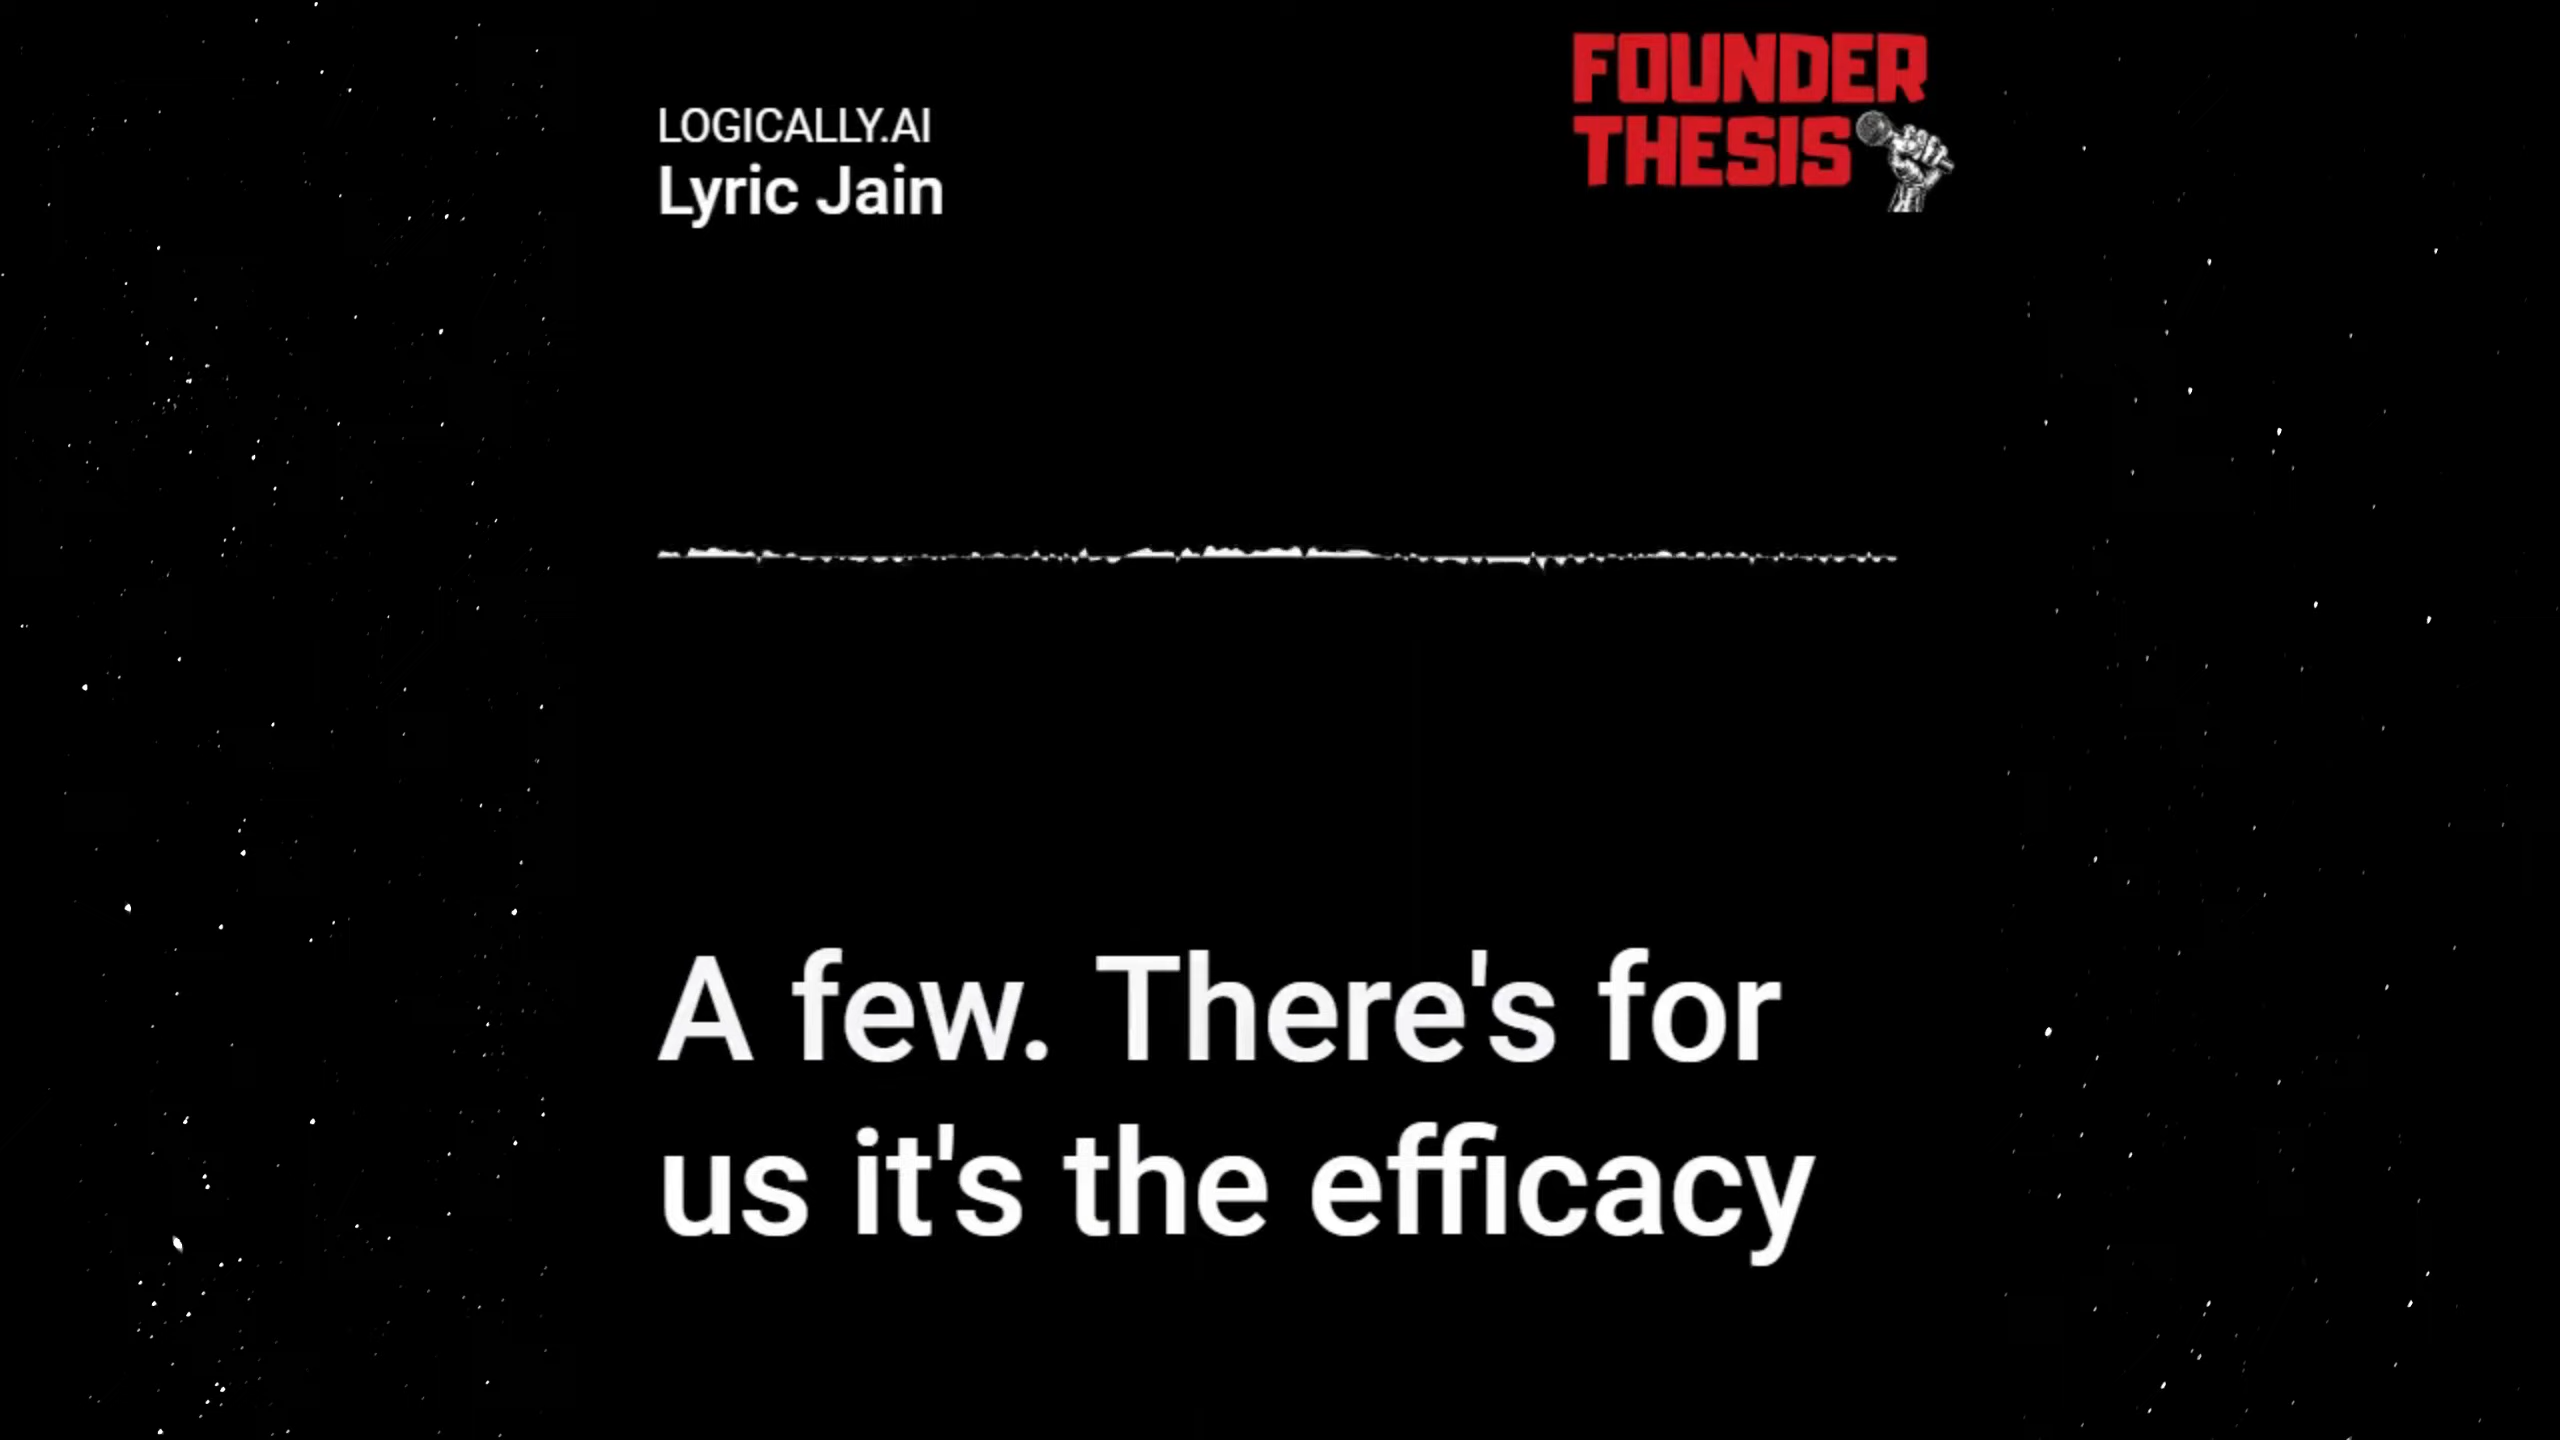 LOGICALLY.AI
Lyric Jain
FOUNDER
THESIS
A few. There's for
us it's the efficacy